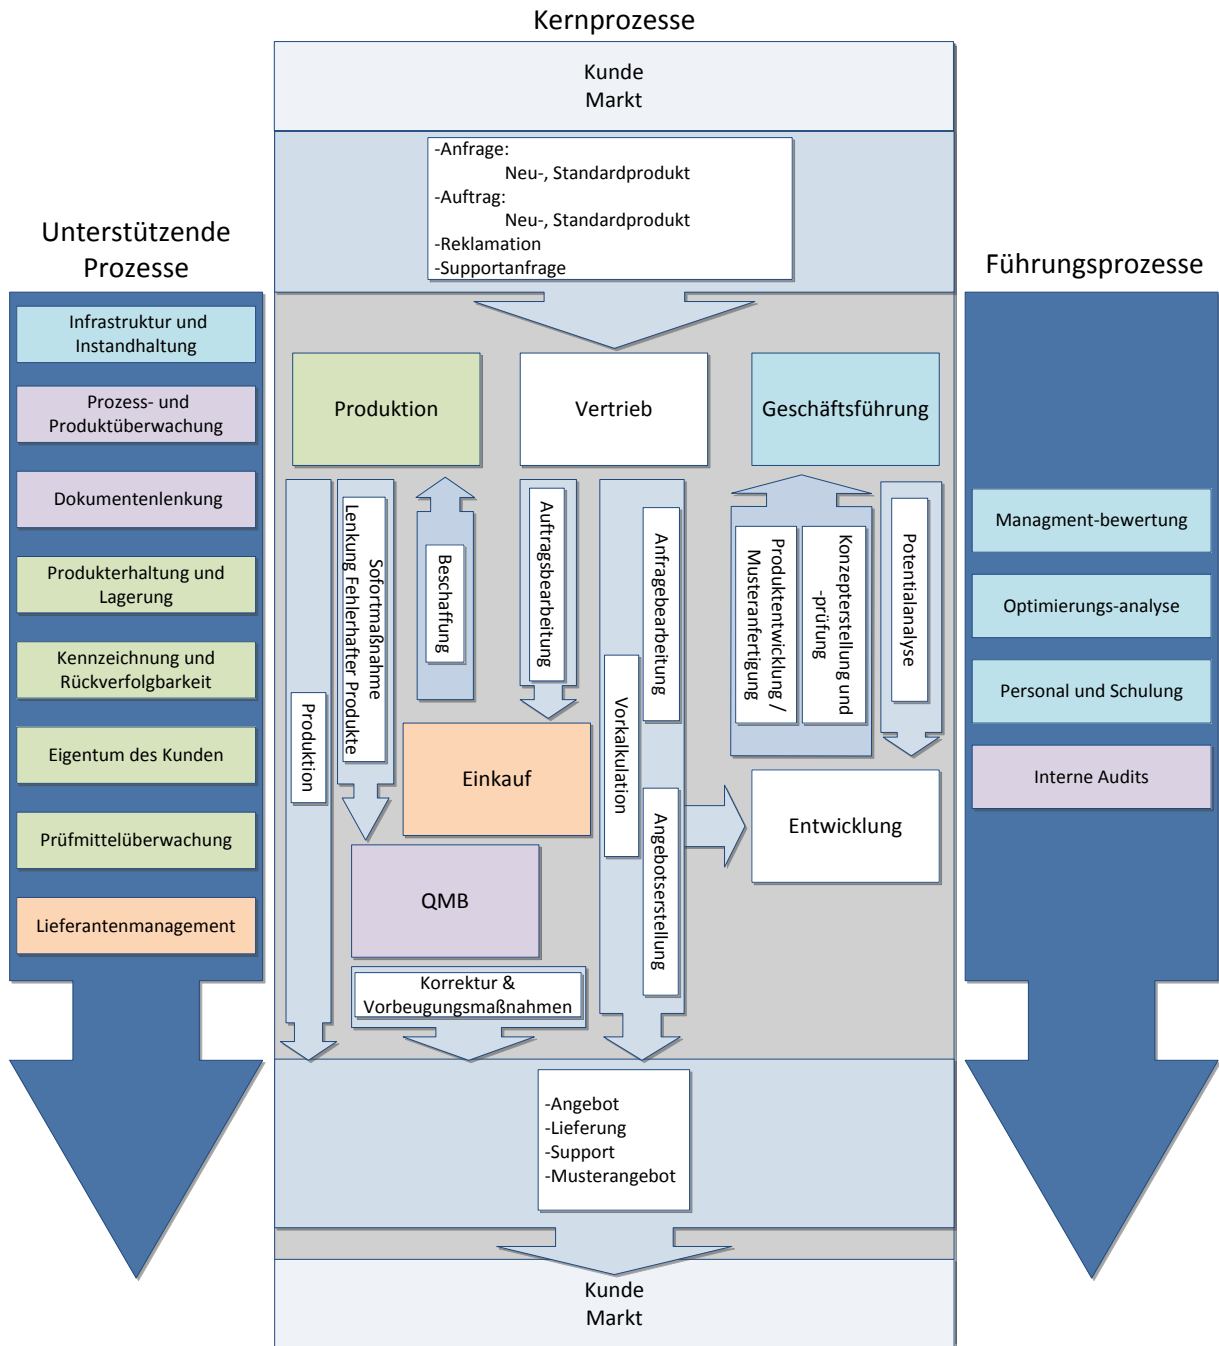 Kernprozesse
Kunde
Markt
-Anfrage:
Neu-, Standardprodukt
-Auftrag:
Neu-, Standardprodukt
-Reklamation
-Supportanfrage
Unterstützende
Prozesse
Infrastruktur und
Instandhaltung
Prozess- und
Produktüberwachung
Dokumentenlenkung
Produkterhaltung und
Lagerung
Kennzeichnung und
Rückverfolgbarkeit
Eigentum des Kunden
Prüfmittelüberwachung
Lieferantenmanagement
Produktion
Vertrieb
Geschäftsführung
Produktion
Sofortmaßnahme
Lenkung Fehlerhafter Produkte
Beschaffung
Auftragsbearbeitung
Anfragebearbeitung
Vorkalkulation
Angebotserstellung
Produktentwicklung /
Musteranfertigung
Konzepterstellung und
-prüfung
Potentialanalyse
Einkauf
Entwicklung
QMB
Korrektur &
Vorbeugungsmaßnahmen
Führungsprozesse
Managment-bewertung
Optimierungs-analyse
Personal und Schulung
Interne Audits
-Angebot
-Lieferung
-Support
-Musterangebot
Kunde
Markt